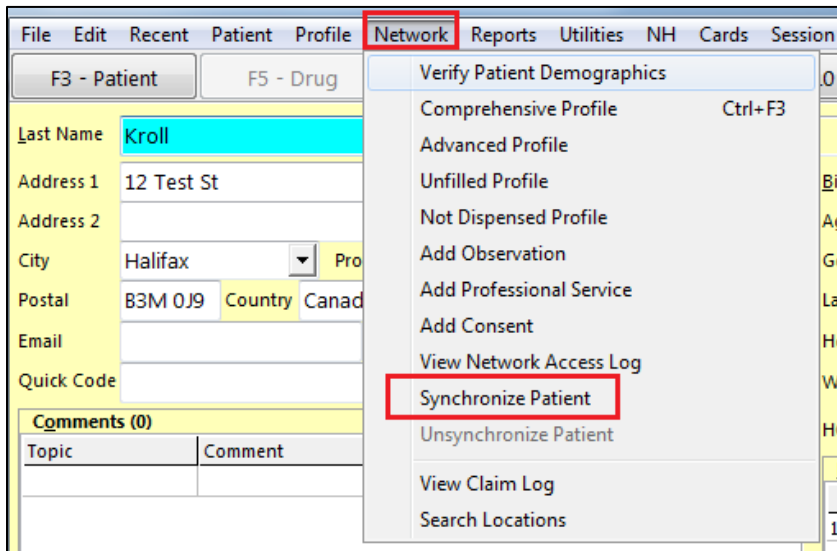 File Edit Recent Patient Profile Network Reports Utilities NH Cards Session
F3 - Patient
F5 - Drug
Last Name Kroll
Address 1 12 Test St
Address 2
City Halifax
Postal B3M 0J9 Country
Email
Quick Code
Comments (0)
Topic Comment
Verify Patient Demographics
Comprehensive Profile Ctrl+F3
Advanced Profile
Unfilled Profile
Not Dispensed Profile
Add Observation
Add Professional Service
Add Consent
View Network Access Log
Synchronize Patient
Unsynchronize Patient
View Claim Log
Search Locations